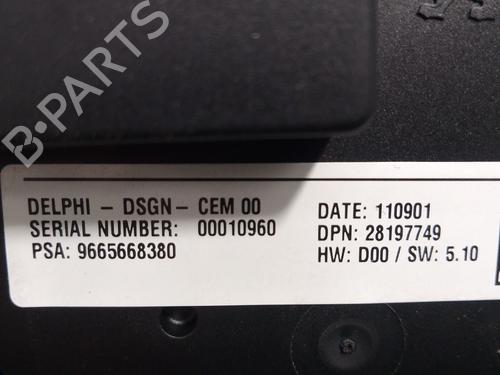 B-PARTS
DELPHI - DSGN- CEM 00
SERIAL NUMBER: 00010960
PSA: 9665668380
DATE: 110901
DPN: 28197749
HW: D00 / SW: 5.10